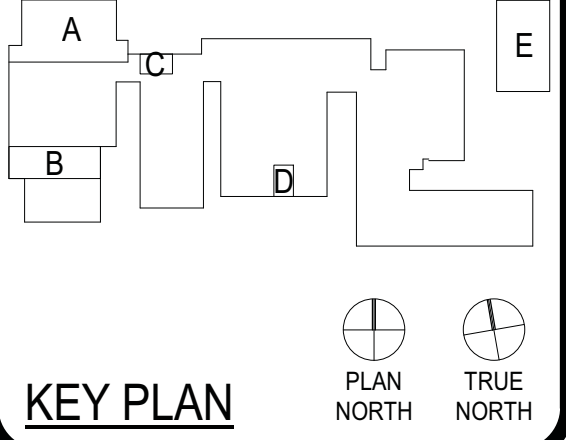 A
E
C
B
D
PLAN
NORTH
TRUE
NORTH
KEY PLAN